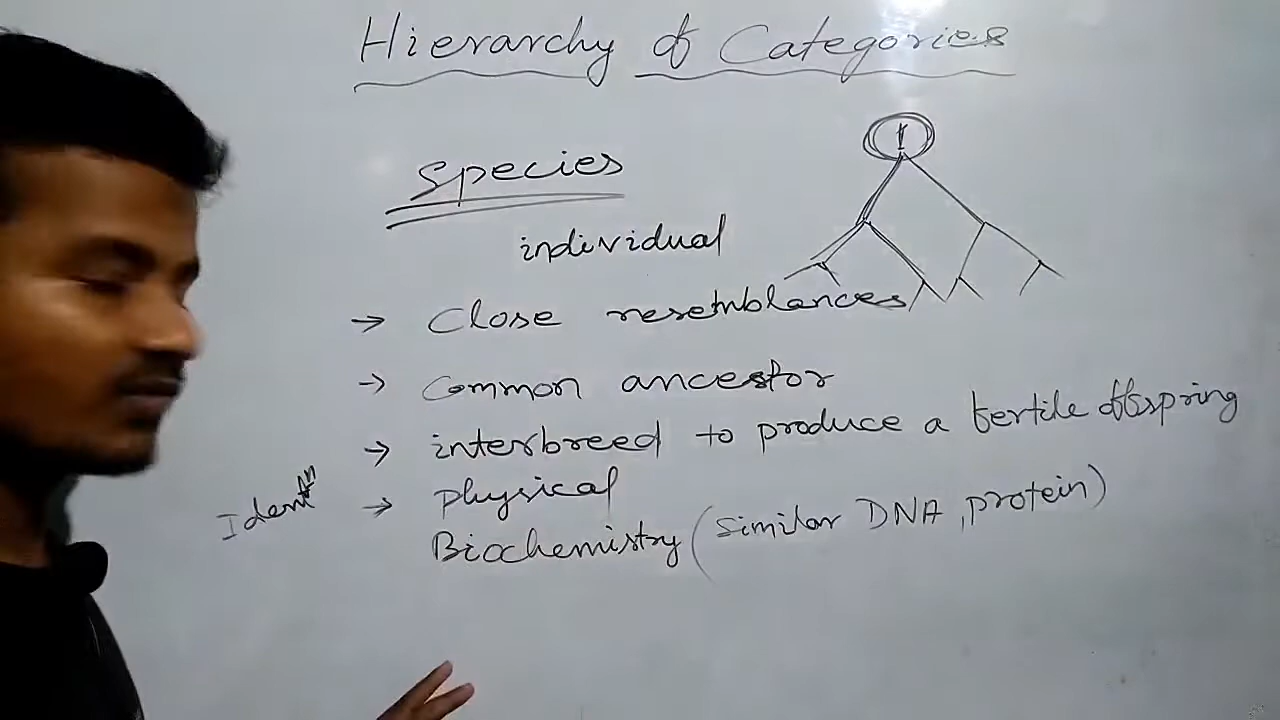 Hierarchy of Categories
Species
individual
→ Close resemblances
→ Common ancestor
→ interbreed to produce a fertile offspring
Identⁿ → Physical
Biochemistry (similar DNA, protein)